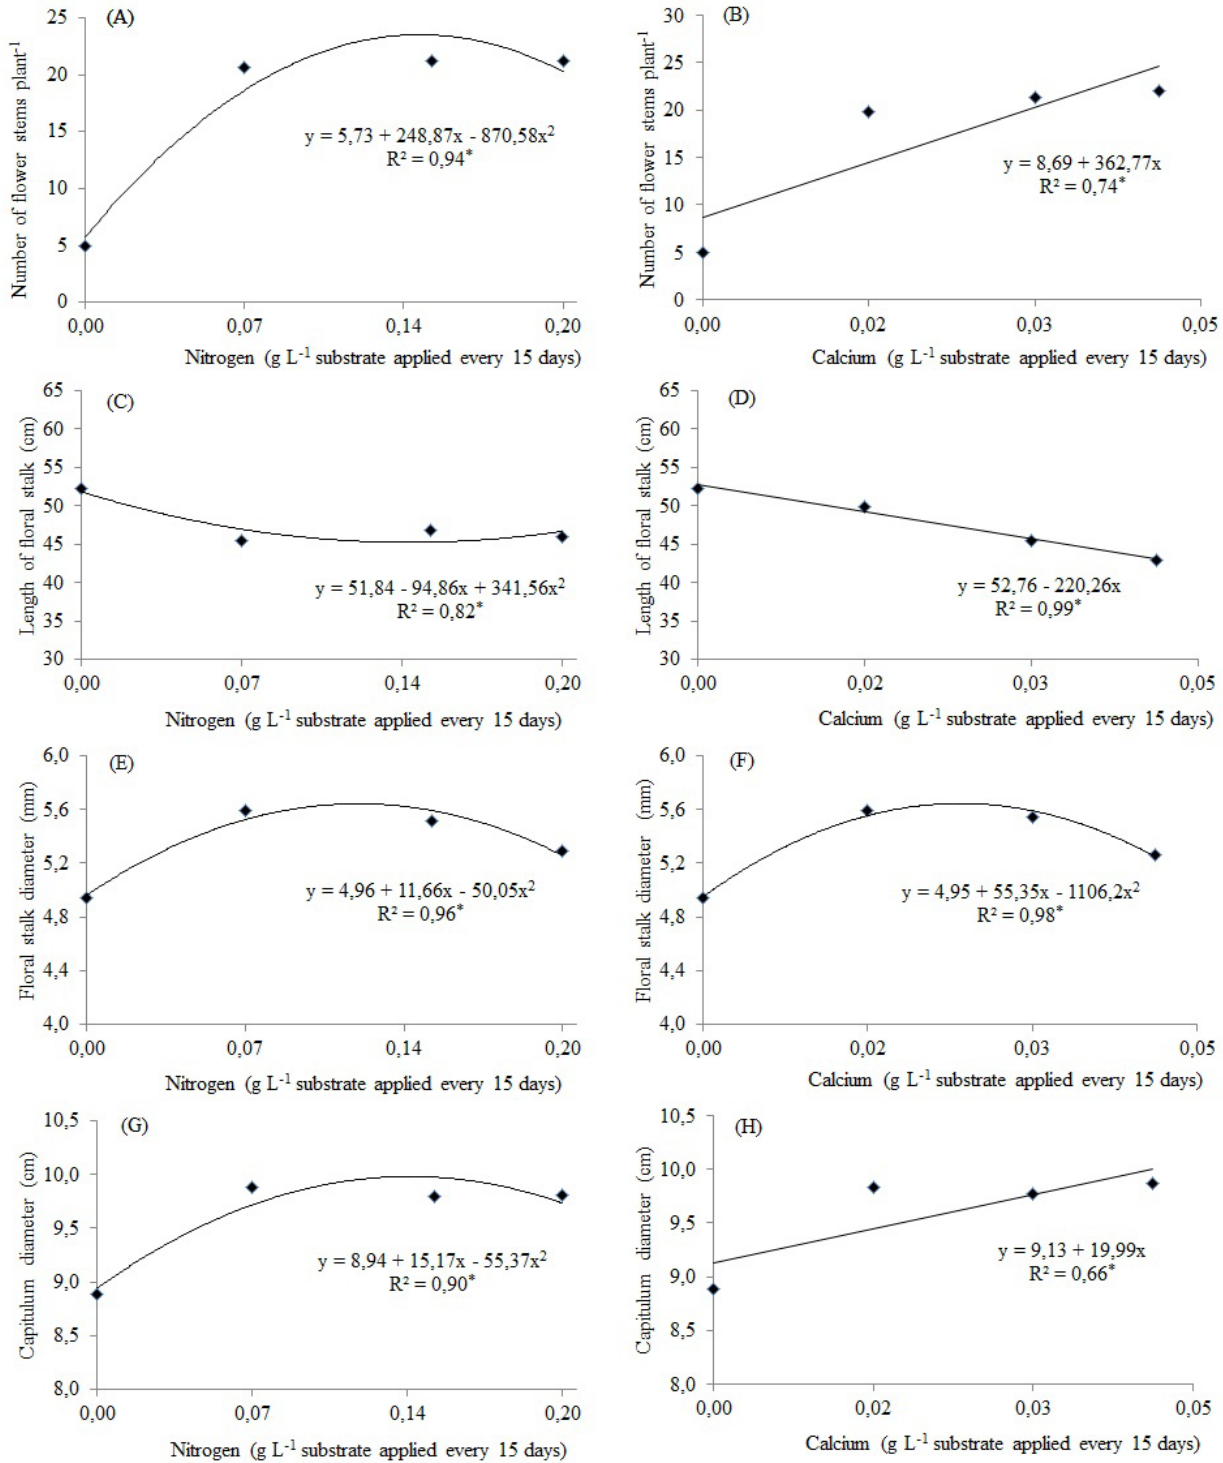 (A)
Number of flower stems plant⁻¹
25
20
15
10
5
0
y = 5,73 + 248,87x - 870,58x²
R² = 0,94*
0,00 0,07 0,14 0,20
Nitrogen (g L⁻¹ substrate applied every 15 days)
(B)
Number of flower stems plant⁻¹
30
25
20
15
10
5
0
y = 8,69 + 362,77x
R² = 0,74*
0,00 0,02 0,03 0,05
Calcium (g L⁻¹ substrate applied every 15 days)
(C)
Length of floral stalk (cm)
65
60
55
50
45
40
35
30
y = 51,84 - 94,86x + 341,56x²
R² = 0,82*
0,00 0,07 0,14 0,20
Nitrogen (g L⁻¹ substrate applied every 15 days)
(D)
Length of floral stalk (cm)
65
60
55
50
45
40
35
30
y = 52,76 - 220,26x
R² = 0,99*
0,00 0,02 0,03 0,05
Calcium (g L⁻¹ substrate applied every 15 days)
(E)
Floral stalk diameter (mm)
6,0
5,6
5,2
4,8
4,4
4,0
y = 4,96 + 11,66x - 50,05x²
R² = 0,96*
0,00 0,07 0,14 0,20
Nitrogen (g L⁻¹ substrate applied every 15 days)
(F)
Floral stalk diameter (mm)
6,0
5,6
5,2
4,8
4,4
4,0
y = 4,95 + 55,35x - 1106,2x²
R² = 0,98*
0,00 0,02 0,03 0,05
Calcium (g L⁻¹ substrate applied every 15 days)
(G)
Capitulum diameter (cm)
10,5
10,0
9,5
9,0
8,5
8,0
y = 8,94 + 15,17x - 55,37x²
R² = 0,90*
0,00 0,07 0,14 0,20
Nitrogen (g L⁻¹ substrate applied every 15 days)
(H)
Capitulum diameter (cm)
10,5
10,0
9,5
9,0
8,5
8,0
y = 9,13 + 19,99x
R² = 0,66*
0,00 0,02 0,03 0,05
Calcium (g L⁻¹ substrate applied every 15 days)